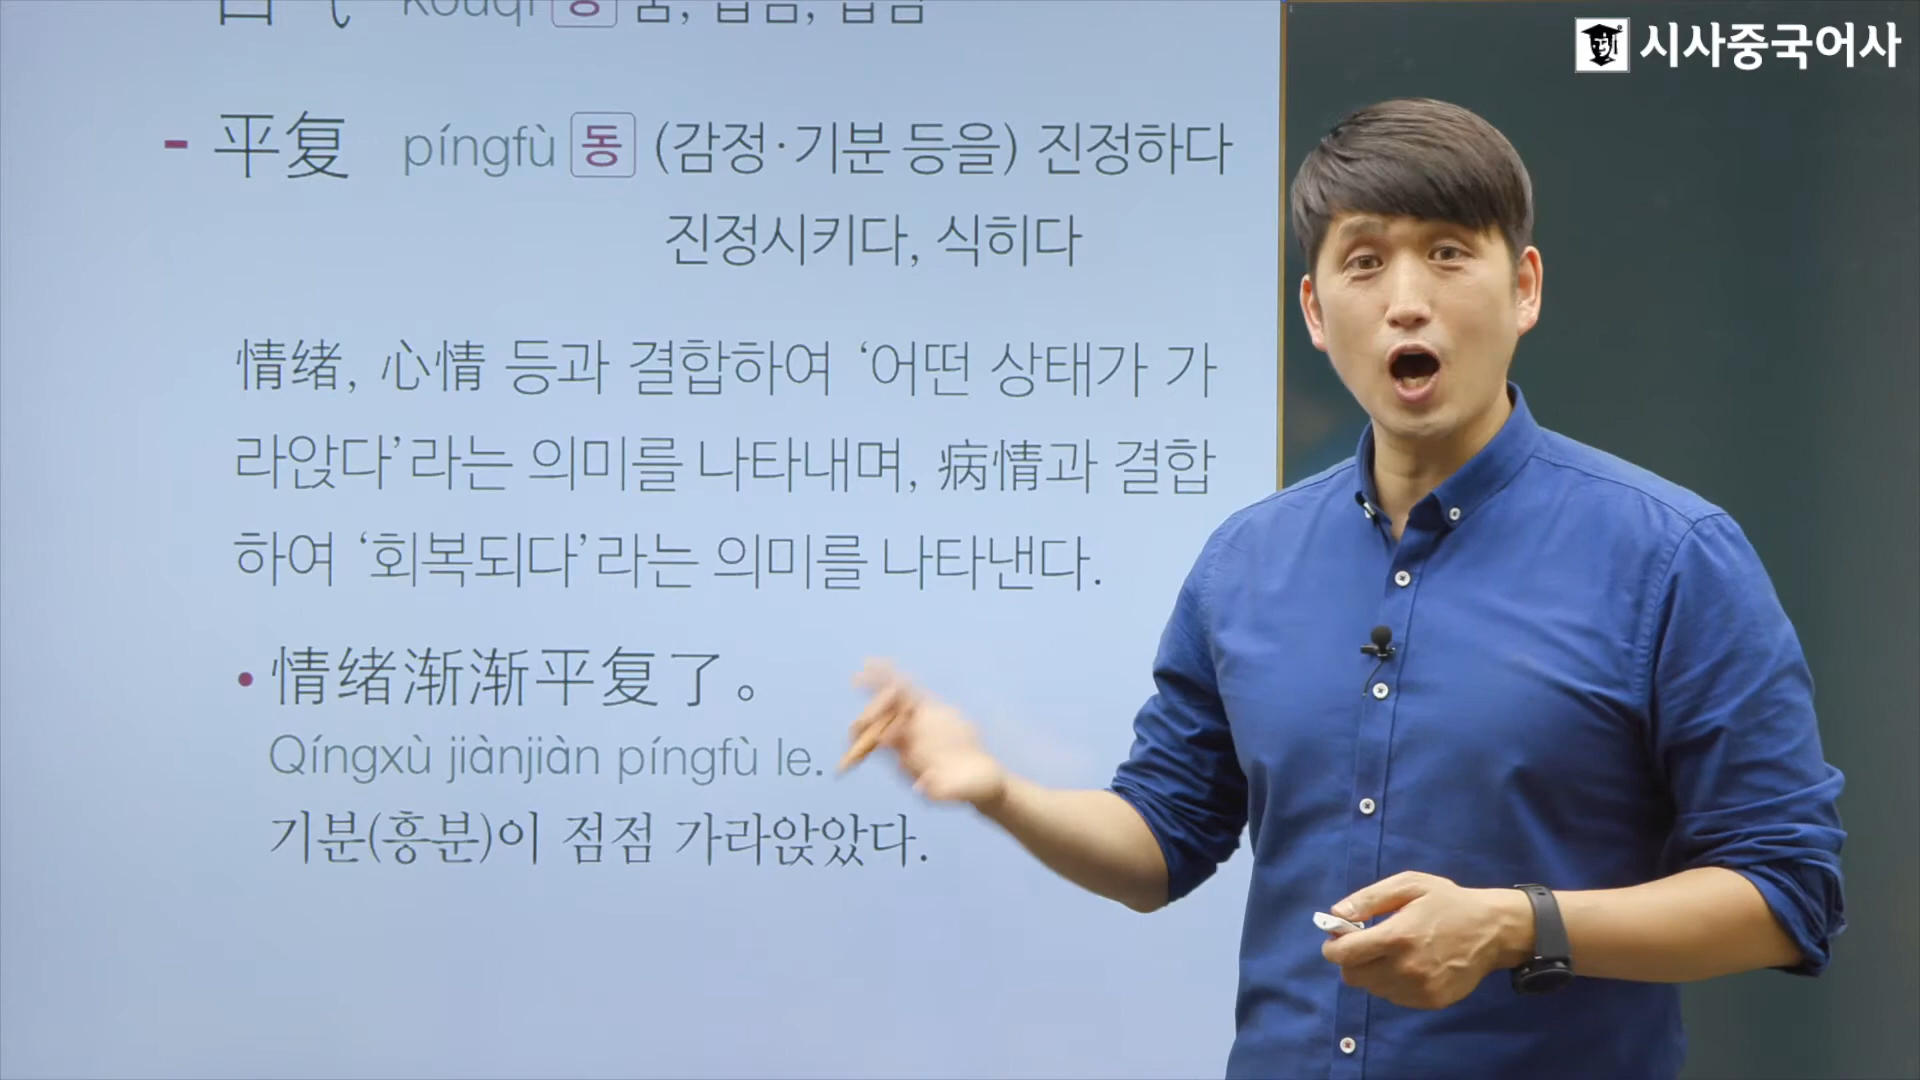 시사중국어사
- 平复 píngfù 동 (감정·기분 등을) 진정하다
진정시키다, 식히다
情绪, 心情 등과 결합하여 ‘어떤 상태가 가
라앉다’라는 의미를 나타내며, 病情과 결합
하여 ‘회복되다’라는 의미를 나타낸다.
• 情绪渐渐平复了。
Qíngxù jiànjiàn píngfù le.
기분(흥분)이 점점 가라앉았다.